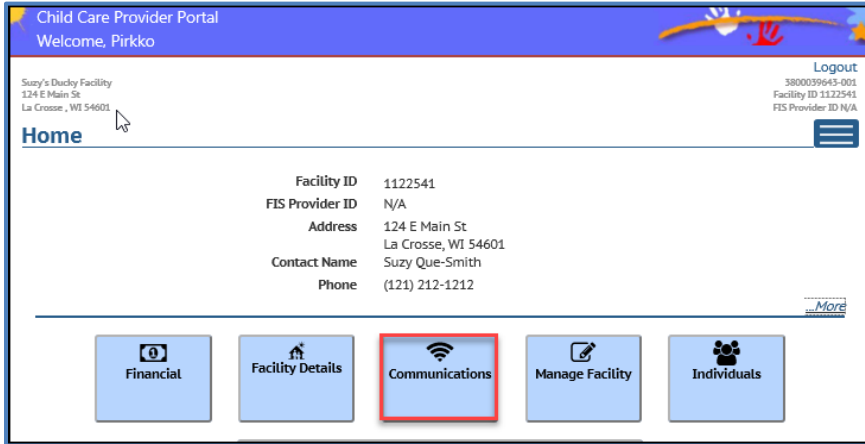 Child Care Provider Portal
Welcome, Pirkko
Logout
Suzy's Ducky Facility
124 E Main St
La Crosse , WI 54601
3800039643-001
Facility ID 1122541
FIS Provider ID N/A
Home
Facility ID 1122541
FIS Provider ID N/A
Address 124 E Main St
La Crosse, WI 54601
Contact Name Suzy Que-Smith
Phone (121) 212-1212
...More
Financial
Facility Details
Communications
Manage Facility
Individuals